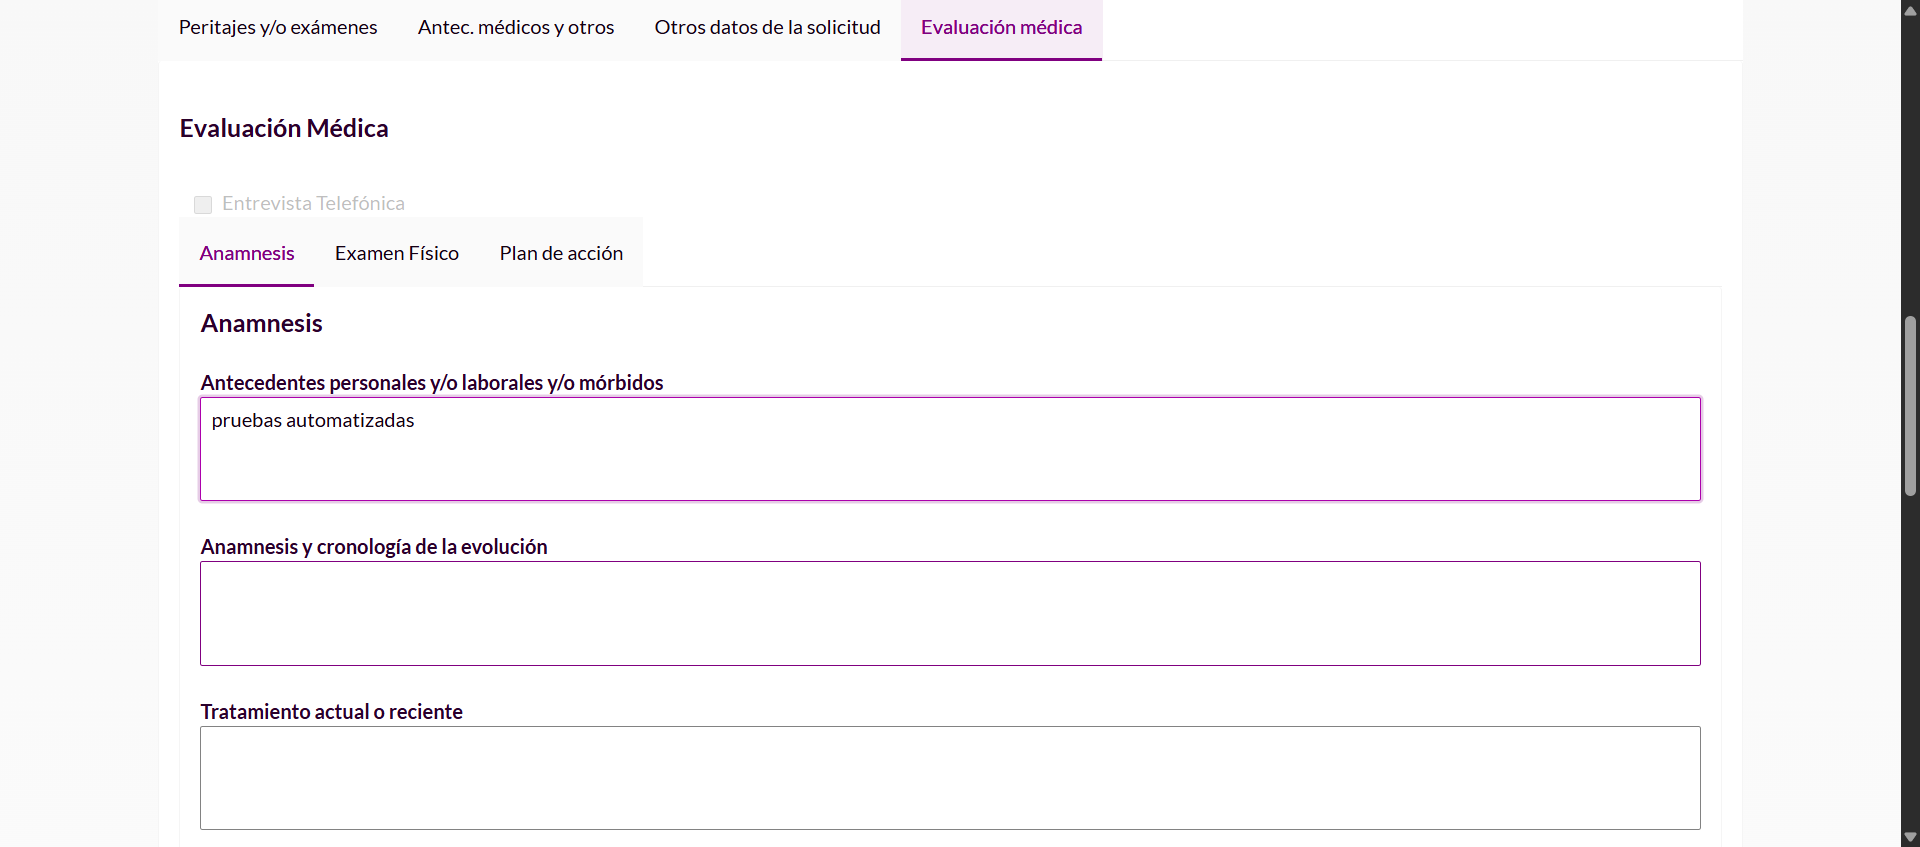 Peritajes y/o exámenes Antec. médicos y otros Otros datos de la solicitud Evaluación médica
Evaluación Médica
Entrevista Telefónica
Anamnesis Examen Físico Plan de acción
Anamnesis
Antecedentes personales y/o laborales y/o mórbidos
pruebas automatizadas
Anamnesis y cronología de la evolución
Tratamiento actual o reciente